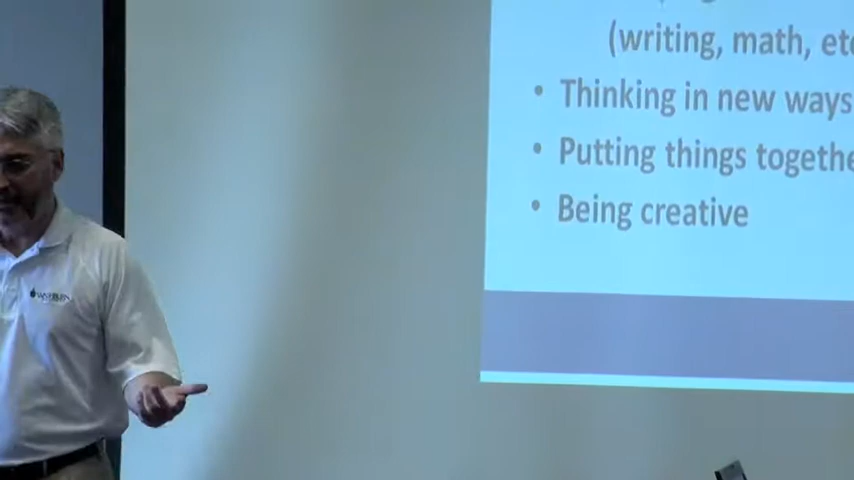 (writing, math, etc
• Thinking in new ways
• Putting things togethe
• Being creative